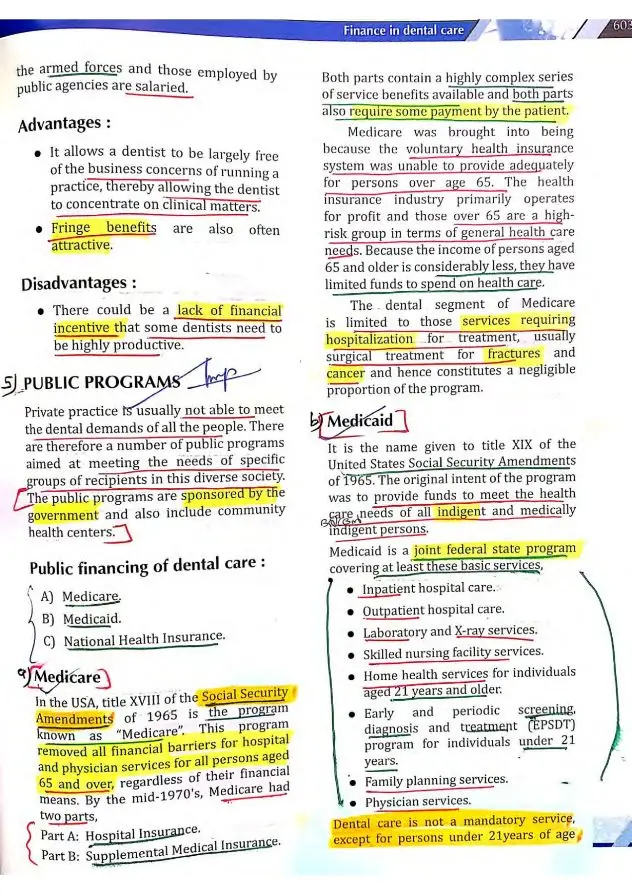 Finance in dental care
603
the armed forces and those employed by
public agencies are salaried.
Advantages :
• It allows a dentist to be largely free
of the business concerns of running a
practice, thereby allowing the dentist
to concentrate on clinical matters.
• Fringe benefits are also often
attractive.
Disadvantages :
• There could be a lack of financial
incentive that some dentists need to
be highly productive.
5) PUBLIC PROGRAMS Imp
Private practice is usually not able to meet
the dental demands of all the people. There
are therefore a number of public programs
aimed at meeting the needs of specific
groups of recipients in this diverse society.
The public programs are sponsored by the
government and also include community
health centers.
Public financing of dental care :
A) Medicare.
B) Medicaid.
C) National Health Insurance.
a) Medicare
In the USA, title XVIII of the Social Security
Amendments of 1965 is the program
known as “Medicare”. This program
removed all financial barriers for hospital
and physician services for all persons aged
65 and over, regardless of their financial
means. By the mid-1970's, Medicare had
two parts,
Part A: Hospital Insurance.
Part B: Supplemental Medical Insurance.
Both parts contain a highly complex series
of service benefits available and both parts
also require some payment by the patient.
Medicare was brought into being
because the voluntary health insurance
system was unable to provide adequately
for persons over age 65. The health
insurance industry primarily operates
for profit and those over 65 are a high-
risk group in terms of general health care
needs. Because the income of persons aged
65 and older is considerably less, they have
limited funds to spend on health care.
The dental segment of Medicare
is limited to those services requiring
hospitalization for treatment, usually
surgical treatment for fractures and
cancer and hence constitutes a negligible
proportion of the program.
b) Medicaid
It is the name given to title XIX of the
United States Social Security Amendments
of 1965. The original intent of the program
was to provide funds to meet the health
care needs of all indigent and medically
indigent persons.
Medicaid is a joint federal state program
covering at least these basic services,
• Inpatient hospital care.
• Outpatient hospital care.
• Laboratory and X-ray services.
• Skilled nursing facility services.
• Home health services for individuals
aged 21 years and older.
• Early and periodic screening,
diagnosis and treatment (EPSDT)
program for individuals under 21
years.
• Family planning services.
• Physician services.
Dental care is not a mandatory service,
except for persons under 21years of age